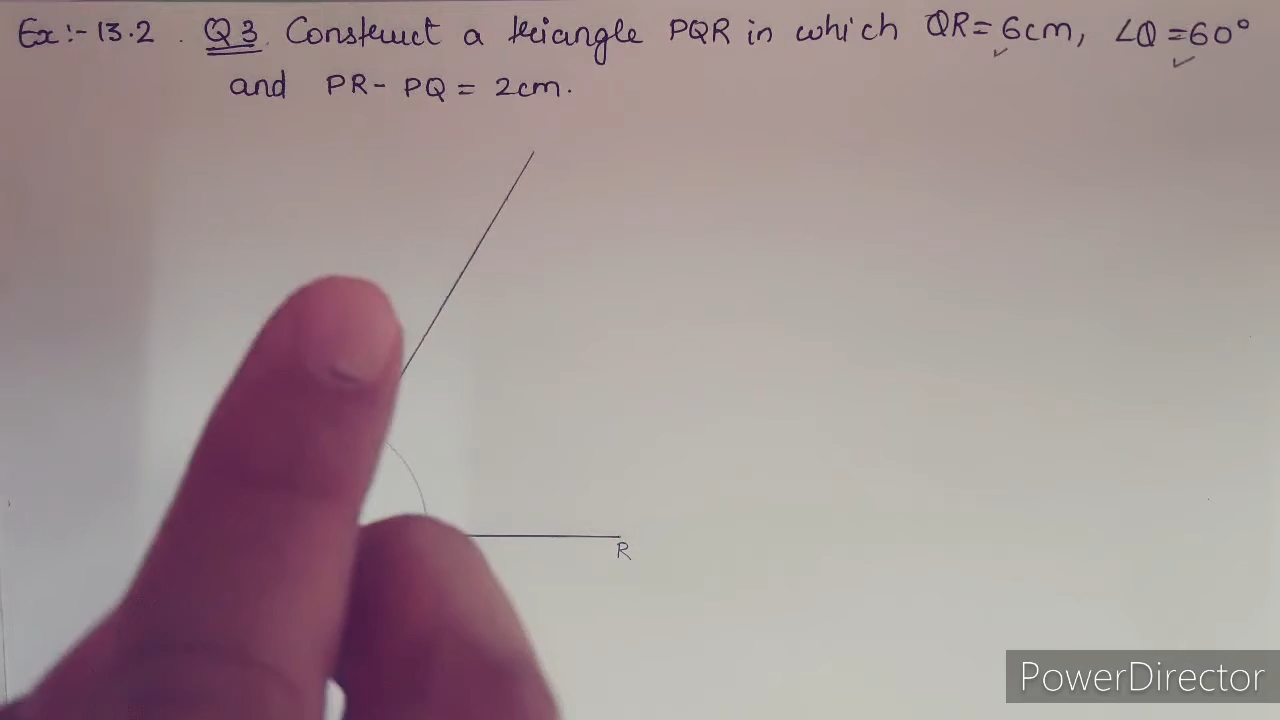 Ex:- 13.2 . Q3. Construct a triangle PQR in which QR = 6cm, ∠Q = 60°
and PR - PQ = 2cm.
R
PowerDirector